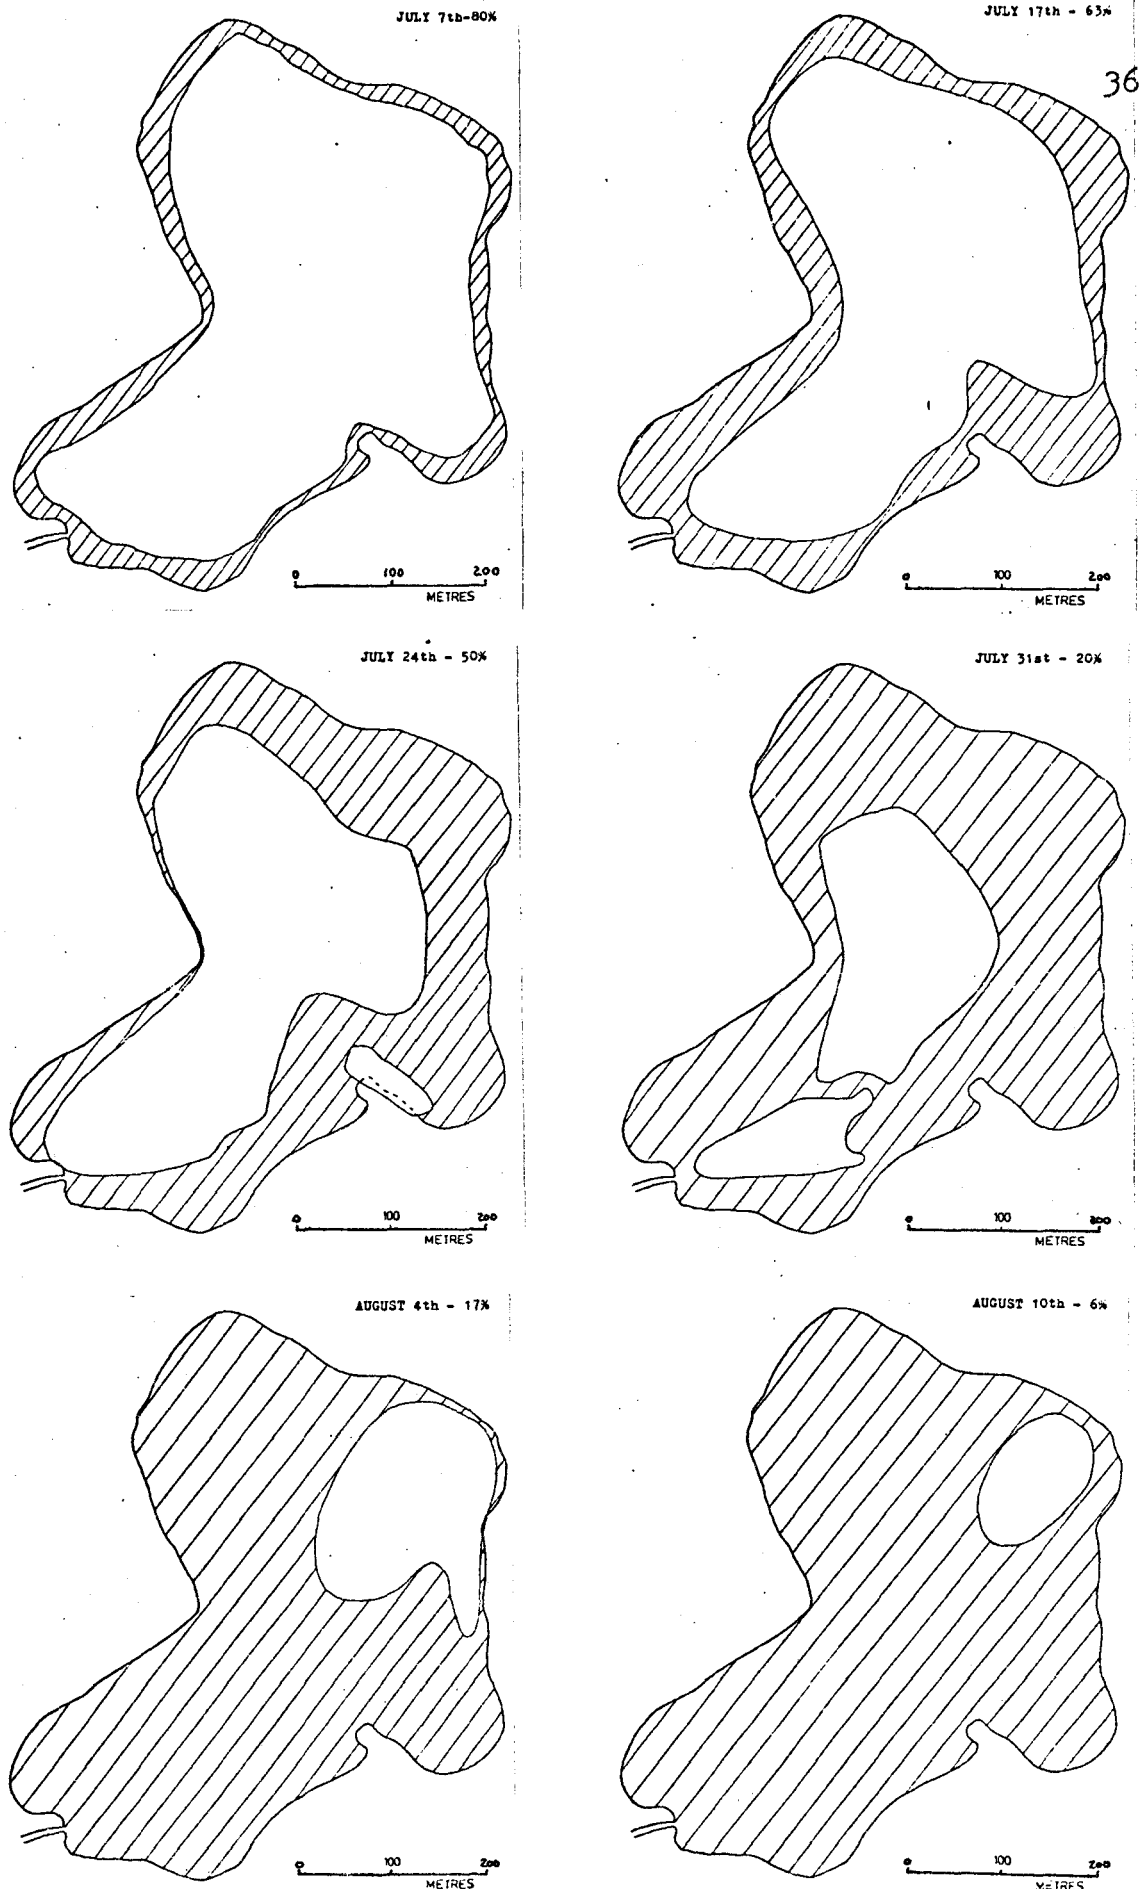 JULY 7th-80%
JULY 17th - 63%
36
0 100 200
METRES
0 100 200
METRES
JULY 24th - 50%
JULY 31st - 20%
0 100 200
METRES
0 100 200
METRES
AUGUST 4th - 17%
AUGUST 10th - 6%
0 100 200
METRES
0 100 200
METRES